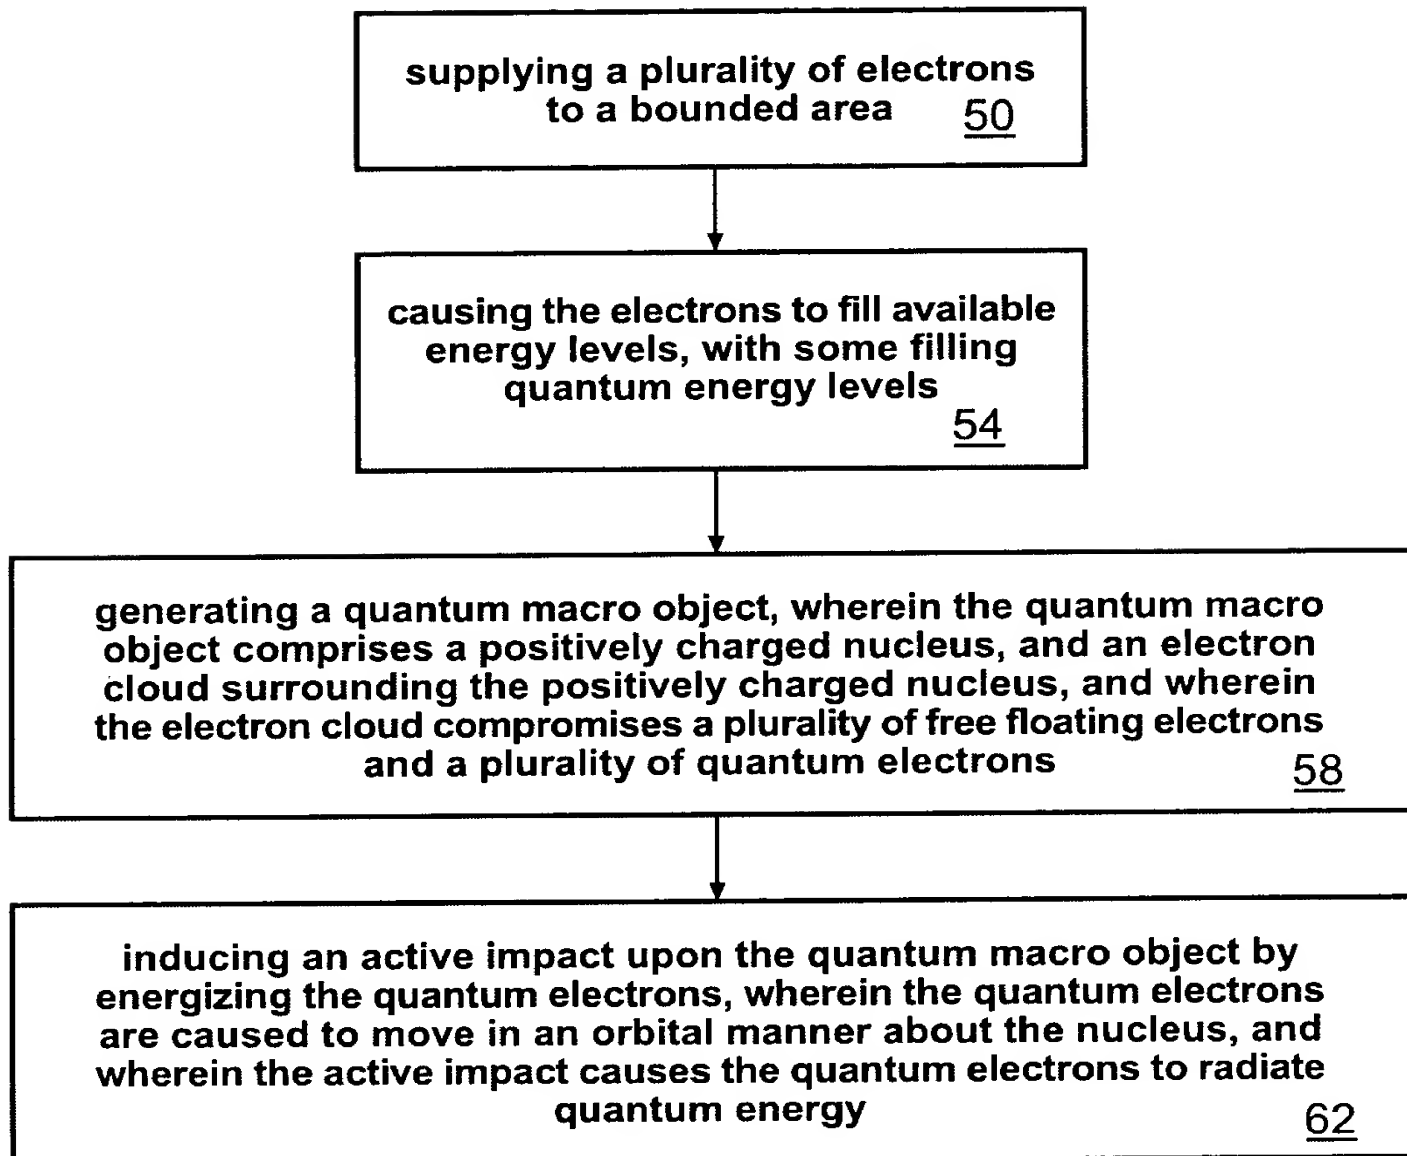 supplying a plurality of electrons
to a bounded area 50
causing the electrons to fill available
energy levels, with some filling
quantum energy levels
54
generating a quantum macro object, wherein the quantum macro
object comprises a positively charged nucleus, and an electron
cloud surrounding the positively charged nucleus, and wherein
the electron cloud compromises a plurality of free floating electrons
and a plurality of quantum electrons
58
inducing an active impact upon the quantum macro object by
energizing the quantum electrons, wherein the quantum electrons
are caused to move in an orbital manner about the nucleus, and
wherein the active impact causes the quantum electrons to radiate
quantum energy
62